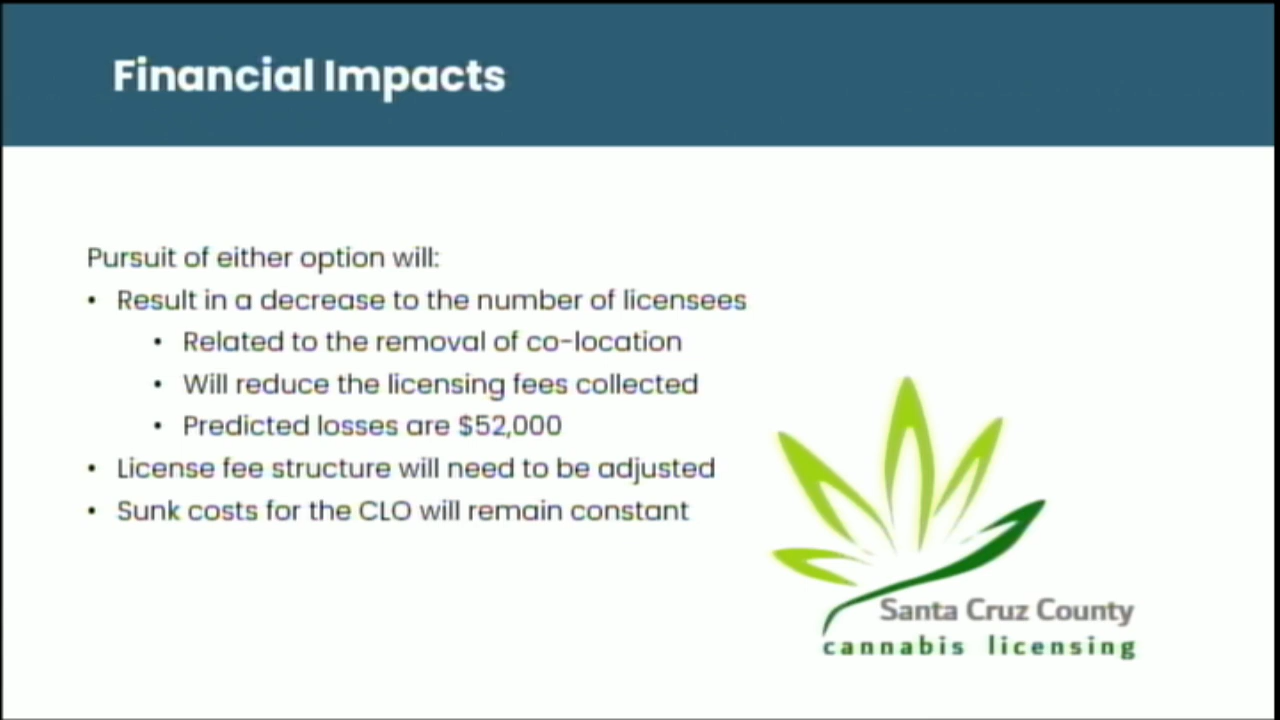 Financial Impacts
Pursuit of either option will:
• Result in a decrease to the number of licensees
• Related to the removal of co-location
• Will reduce the licensing fees collected
• Predicted losses are $52,000
• License fee structure will need to be adjusted
• Sunk costs for the CLO will remain constant
Santa Cruz County
cannabis licensing